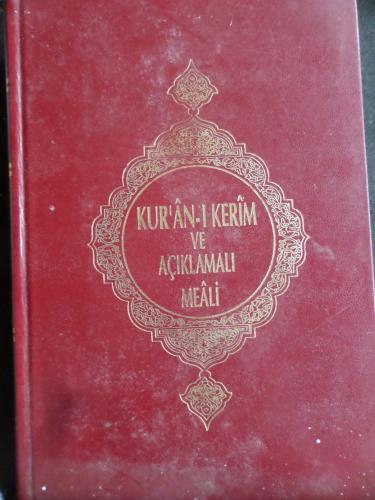 KUR'ÂN-I KERÎM
VE
AÇIKLAMALI
MEÂLİ